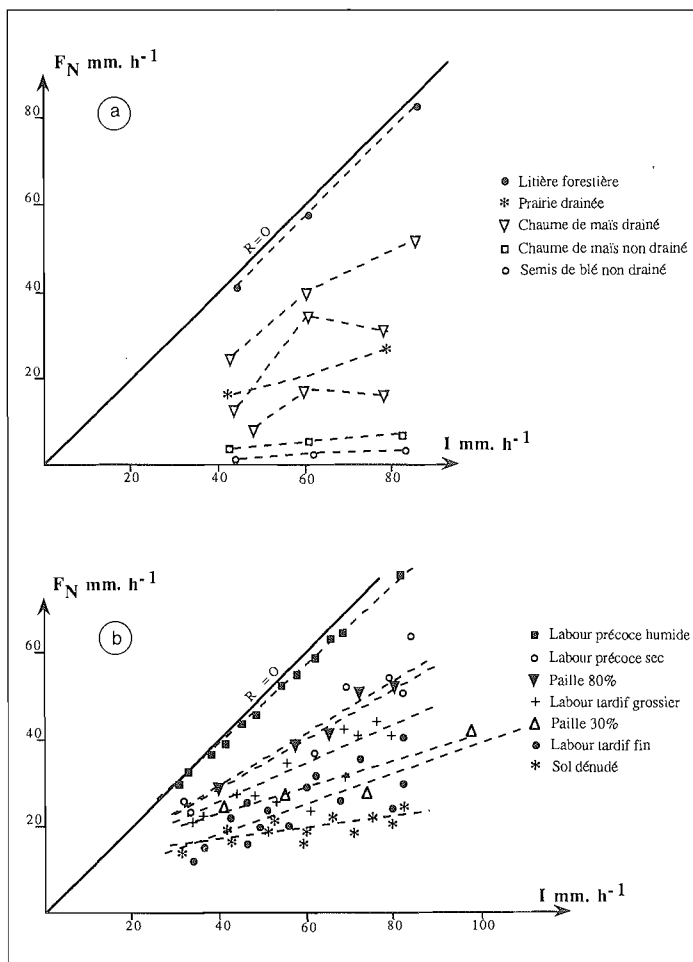 F_N mm. h⁻¹
a
80
60
40
20
R = O
20
40
60
80
I mm. h⁻¹
Litière forestière
Prairie drainée
Chaume de maïs drainé
Chaume de maïs non drainé
Semis de blé non drainé
F_N mm. h⁻¹
b
60
40
20
R = O
20
40
60
80
100
I mm. h⁻¹
Labour précoce humide
Labour précoce sec
Paille 80%
Labour tardif grossier
Paille 30%
Labour tardif fin
Sol dénudé